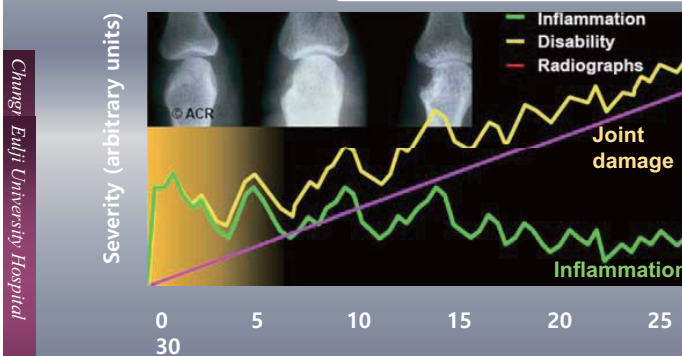 Inflammation
Disability
Radiographs
© ACR
Joint
damage
Inflammation
Severity (arbitrary units)
0 5 10 15 20 25
30
Eulji University Hospital